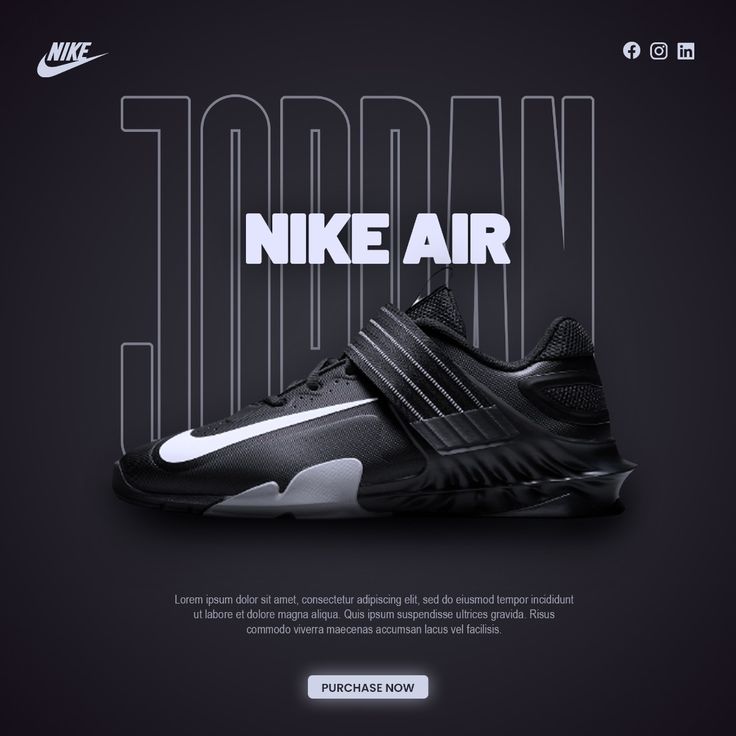 NIKE
JORDAN
NIKE AIR
Lorem ipsum dolor sit amet, consectetur adipiscing elit, sed do eiusmod tempor incididunt
ut labore et dolore magna aliqua. Quis ipsum suspendisse ultrices gravida. Risus
commodo viverra maecenas accumsan lacus vel facilisis.
PURCHASE NOW